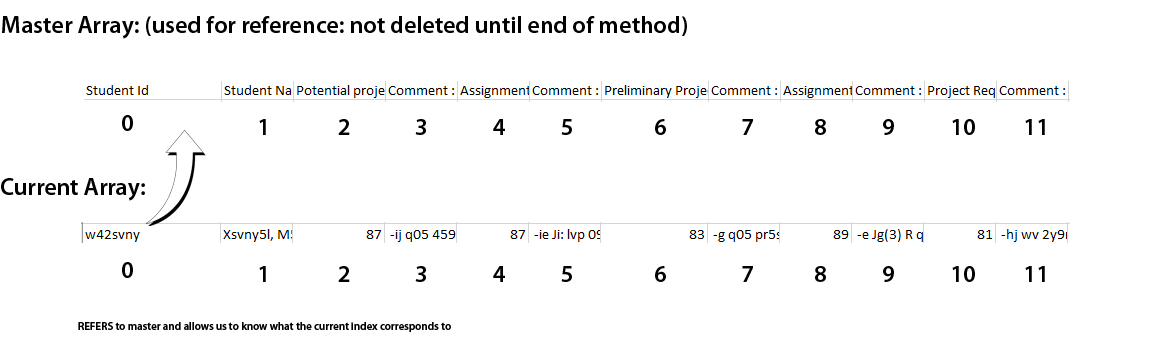 Master Array: (used for reference: not deleted until end of method)
Student Id Student Na Potential proje Comment : Assignment Comment : Preliminary Proje Comment : Assignment Comment : Project Req Comment :
0 1 2 3 4 5 6 7 8 9 10 11
Current Array:
w42svny Xsvny5l, M 87 -ij q05 459 87 -ie Ji: lvp 09 83 -g q05 pr5s 89 -e Jg(3) R q 81 -hj wv 2y9
0 1 2 3 4 5 6 7 8 9 10 11
REFERS to master and allows us to know what the current index corresponds to